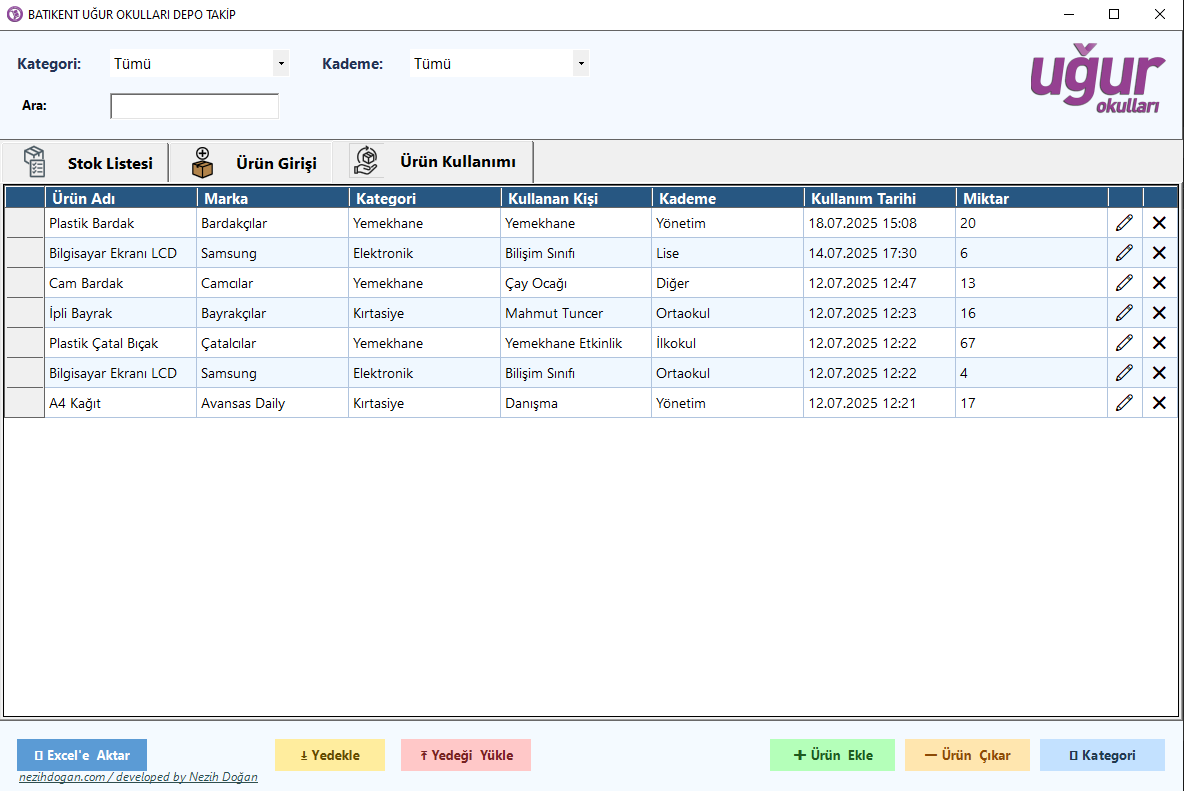 BATIKENT UĞUR OKULLARI DEPO TAKİP
Kategori: Tümü Kademe: Tümü
uğur
okulları
Ara:
Stok Listesi Ürün Girişi Ürün Kullanımı
Ürün Adı Marka Kategori Kullanan Kişi Kademe Kullanım Tarihi Miktar
Plastik Bardak Bardakçılar Yemekhane Yemekhane Yönetim 18.07.2025 15:08 20
Bilgisayar Ekranı LCD Samsung Elektronik Bilişim Sınıfı Lise 14.07.2025 17:30 6
Cam Bardak Camcılar Yemekhane Çay Ocağı Diğer 12.07.2025 12:47 13
İpli Bayrak Bayrakçılar Kırtasiye Mahmut Tuncer Ortaokul 12.07.2025 12:23 16
Plastik Çatal Bıçak Çatalcılar Yemekhane Yemekhane Etkinlik İlkokul 12.07.2025 12:22 67
Bilgisayar Ekranı LCD Samsung Elektronik Bilişim Sınıfı Ortaokul 12.07.2025 12:22 4
A4 Kağıt Avansas Daily Kırtasiye Danışma Yönetim 12.07.2025 12:21 17
Excel'e Aktar Yedekle Yedeği Yükle Ürün Ekle Ürün Çıkar Kategori
nezihdogan.com / developed by Nezih Doğan